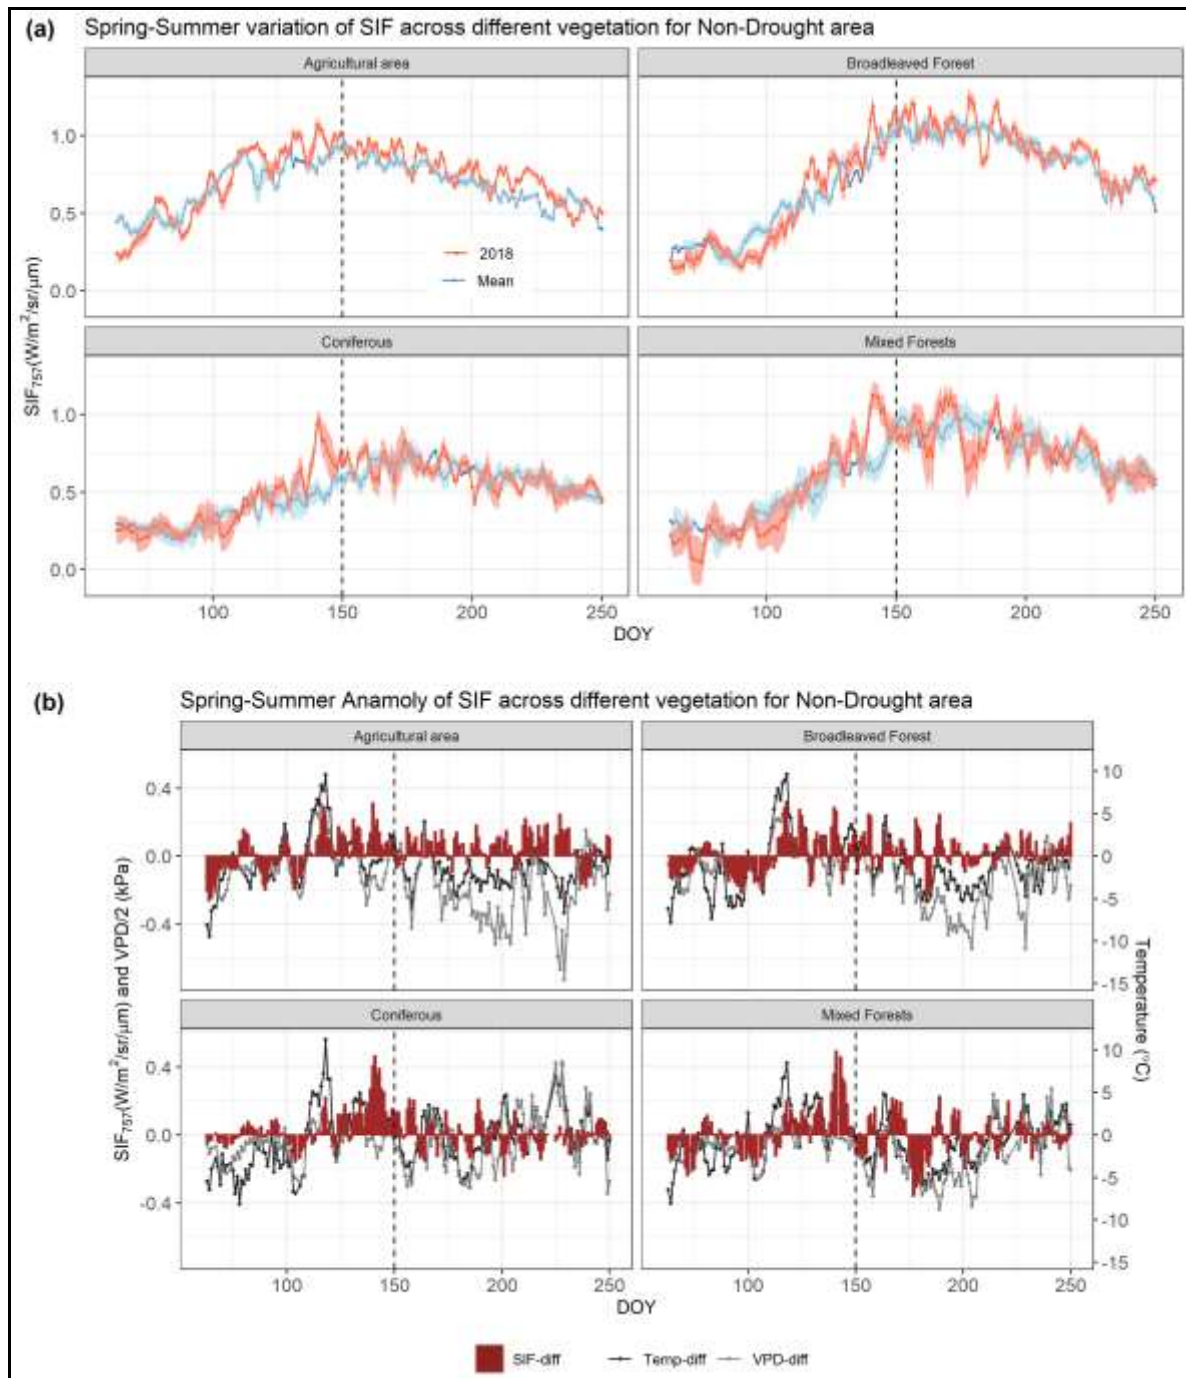 (a) Spring-Summer variation of SIF across different vegetation for Non-Drought area
Agricultural area
Broadleaved Forest
1.0
0.5
0.0
2018
Mean
Coniferous
Mixed Forests
1.0
0.5
0.0
SIF757(W/m2/sr/μm)
100 150 200 250 100 150 200 250
DOY
(b) Spring-Summer Anamoly of SIF across different vegetation for Non-Drought area
Agricultural area
Broadleaved Forest
0.4
0.0
-0.4
10
5
0
-5
-10
-15
Coniferous
Mixed Forests
0.4
0.0
-0.4
10
5
0
-5
-10
-15
SIF757(W/m2/sr/μm) and VPD/2 (kPa)
Temperature (°C)
100 150 200 250 100 150 200 250
DOY
SIF-diff Temp-diff VPD-diff